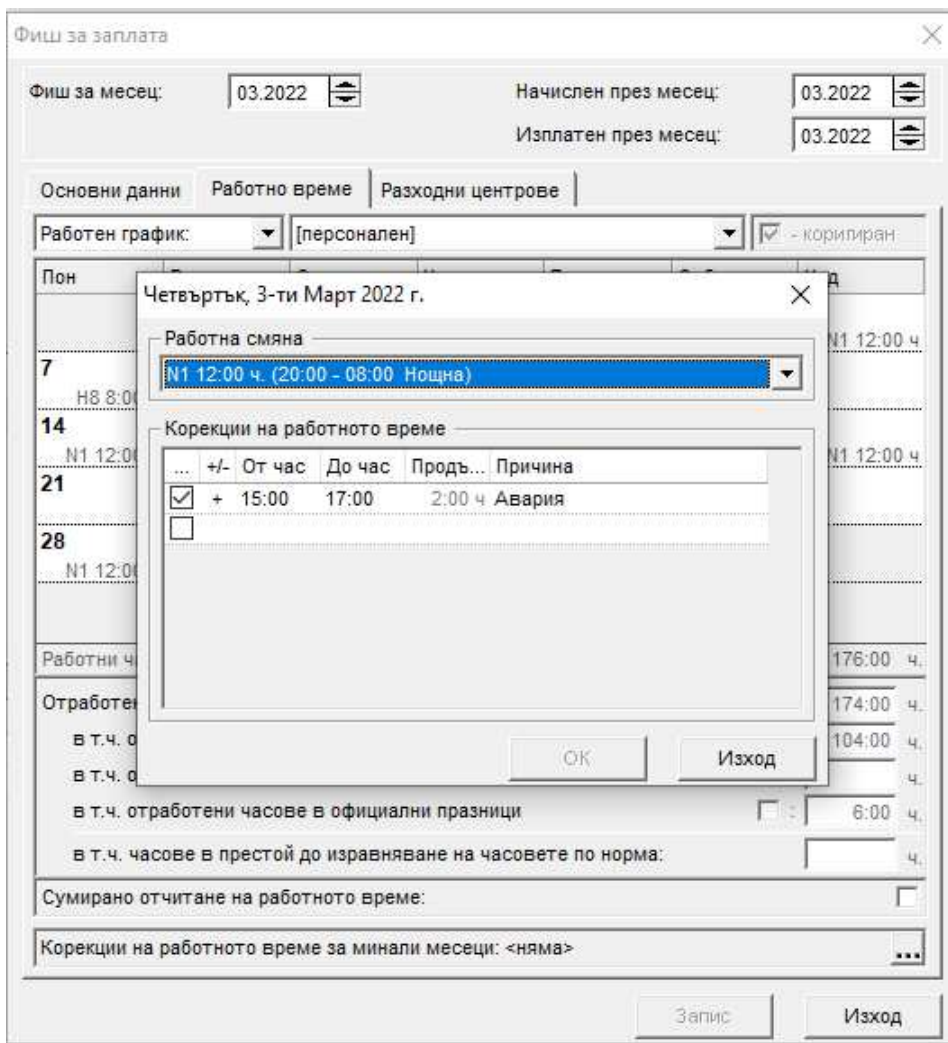 Фиш за заплата
Фиш за месец: 03.2022 Начислен през месец: 03.2022
Изплатен през месец: 03.2022
Основни данни Работно време Разходни центрове
Работен график: [персонален] - коригиран
Пон
Четвъртък, 3-ти Март 2022 г.
Работна смяна
N1 12:00 ч. (20:00 - 08:00 Нощна)
N1 12:00 ч
7
H8 8:00
Корекции на работното време
14
... +/- От час До час Продъ... Причина
N1 12:00
N1 12:00 ч
21
+ 15:00 17:00 2:00 ч Авария
28
N1 12:00
Работни ч
176:00 ч.
Отработен
174:00 ч.
в т.ч. о
104:00 ч.
OK Изход
в т.ч. о
ч.
в т.ч. отработени часове в официални празници : 6:00 ч.
в т.ч. часове в престой до изравняване на часовете по норма: ч.
Сумирано отчитане на работното време:
Корекции на работното време за минали месеци: <няма> ...
Запис Изход